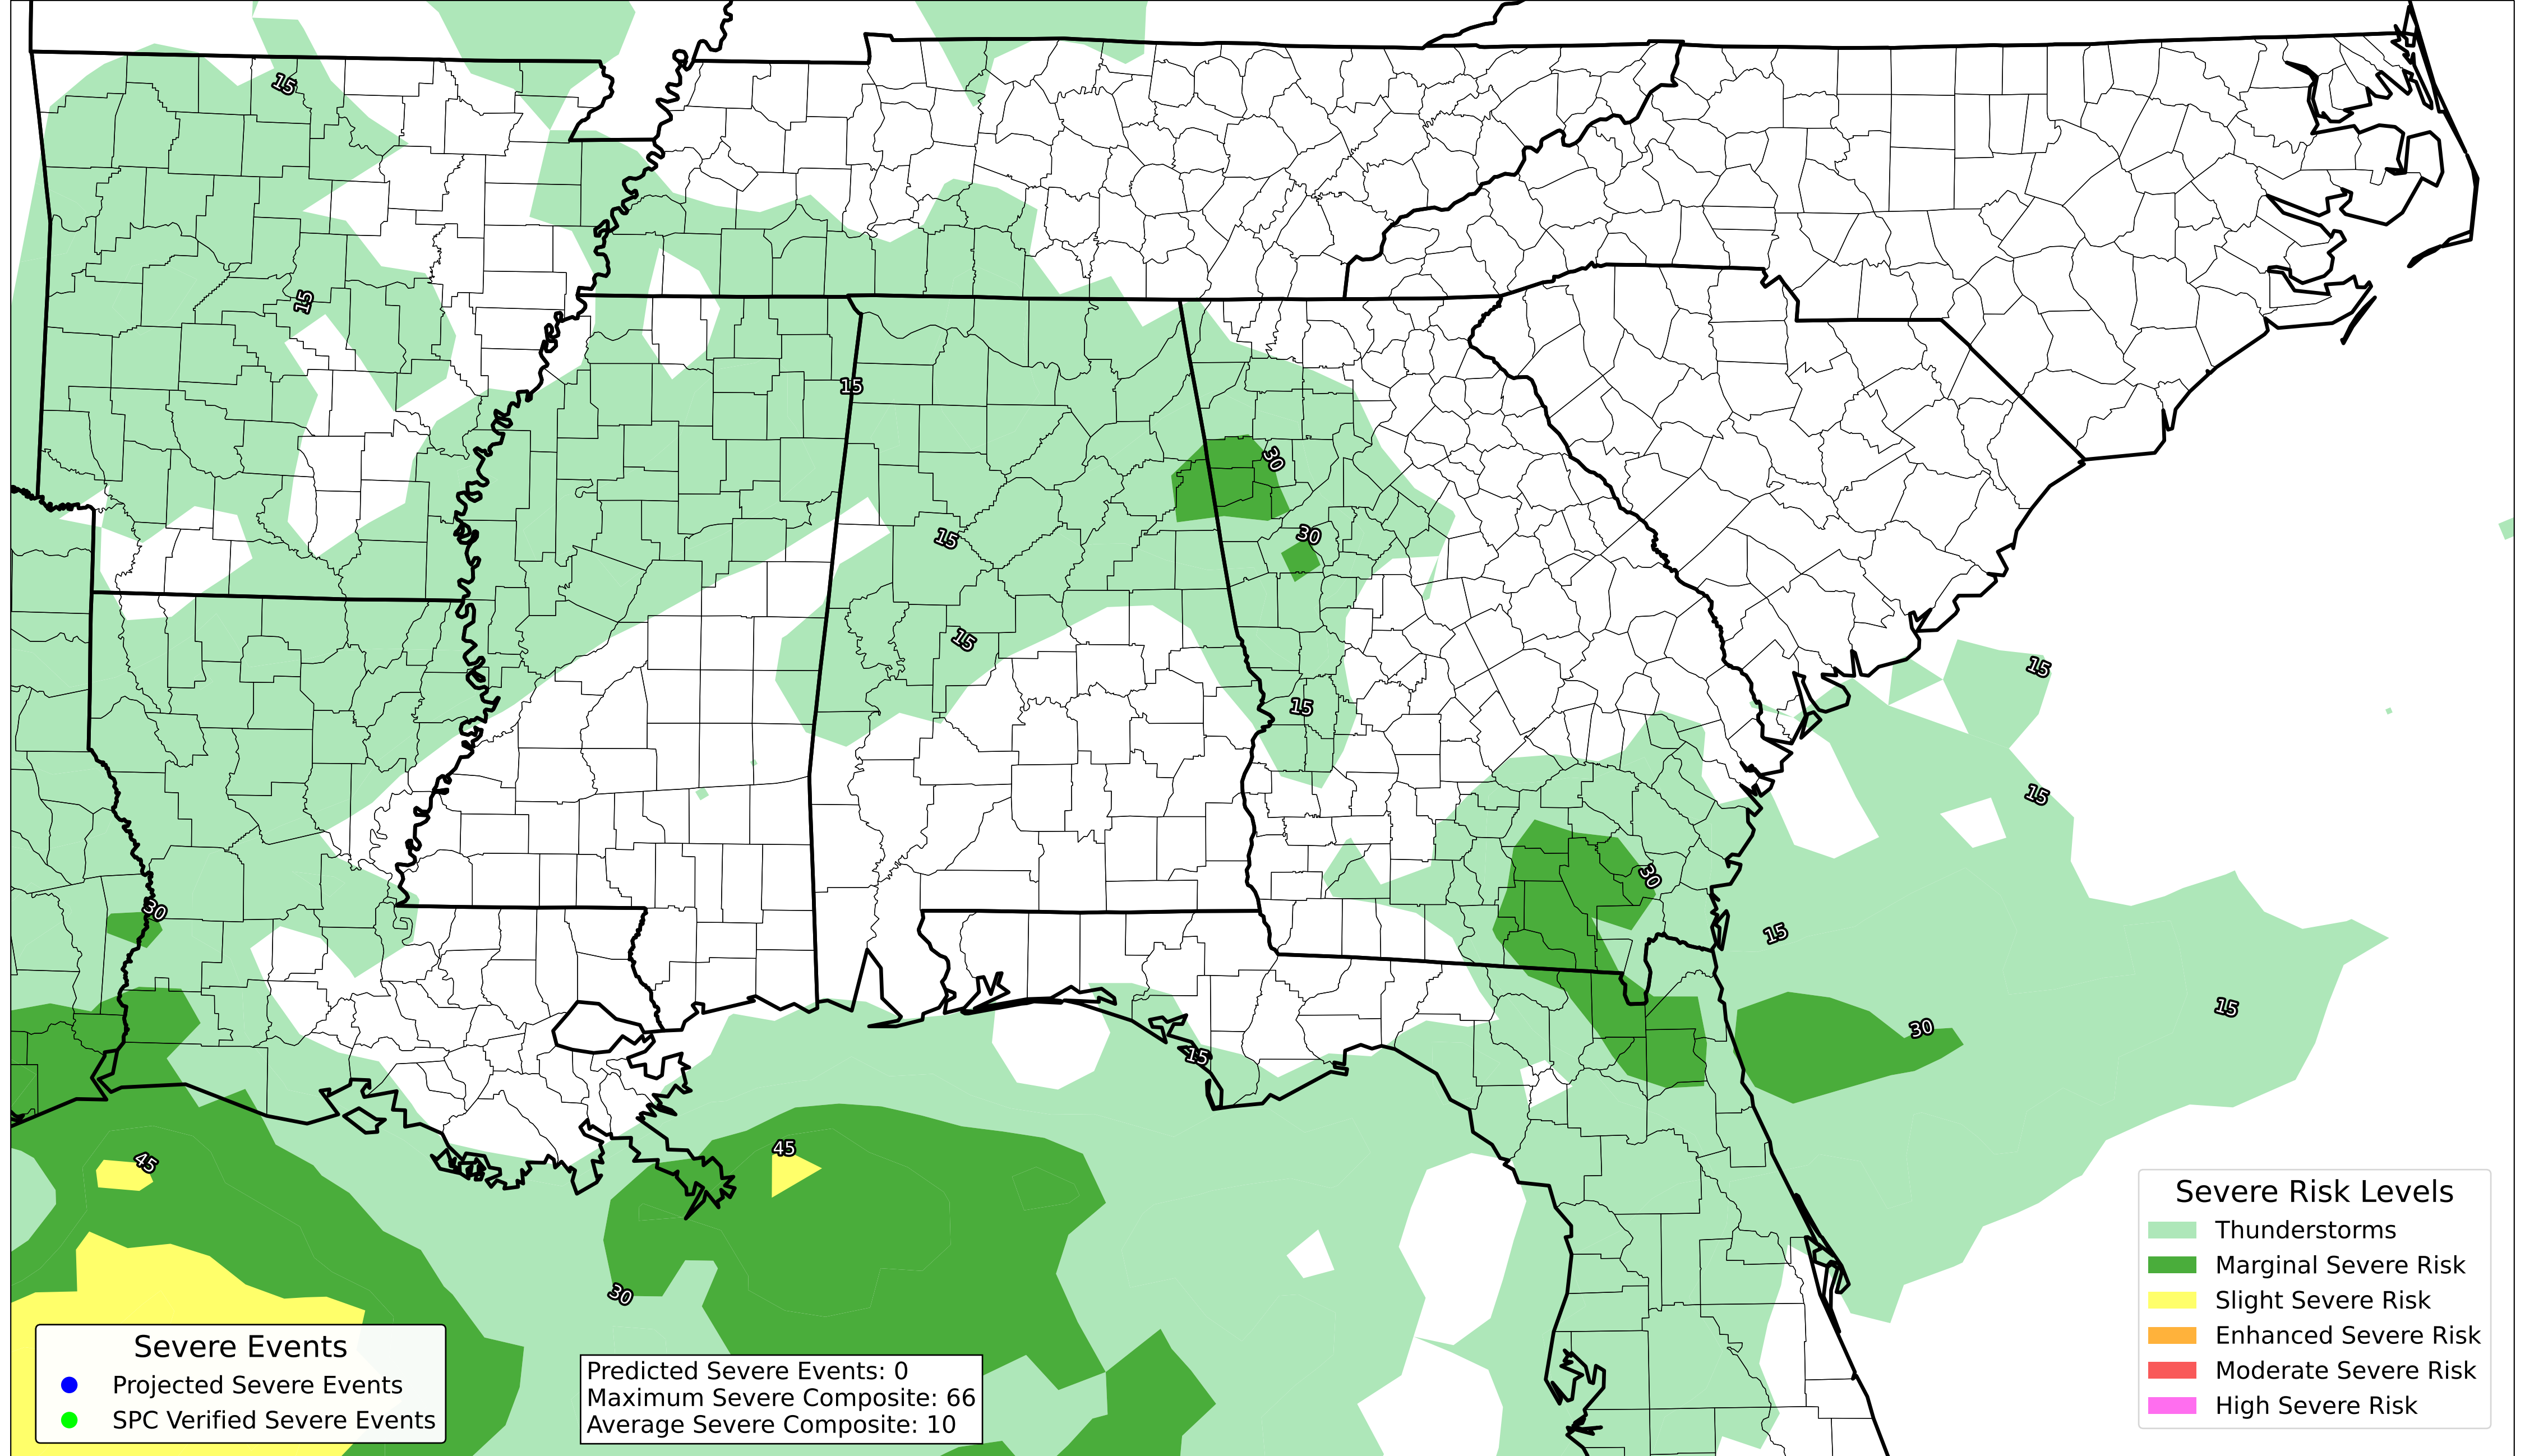 15
15
15
30
15
30
15
15
15
15
30
30
15
15
30
15
45
45
30
Severe Risk Levels
Thunderstorms
Marginal Severe Risk
Slight Severe Risk
Enhanced Severe Risk
Moderate Severe Risk
High Severe Risk
Severe Events
Projected Severe Events
SPC Verified Severe Events
Predicted Severe Events: 0
Maximum Severe Composite: 66
Average Severe Composite: 10